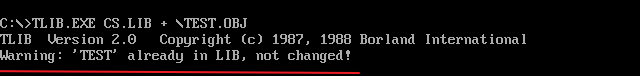 C:\>TLIB.EXE CS.LIB + \TEST.OBJ
TLIB  Version 2.0   Copyright (c) 1987, 1988 Borland International
Warning: 'TEST' already in LIB, not changed!